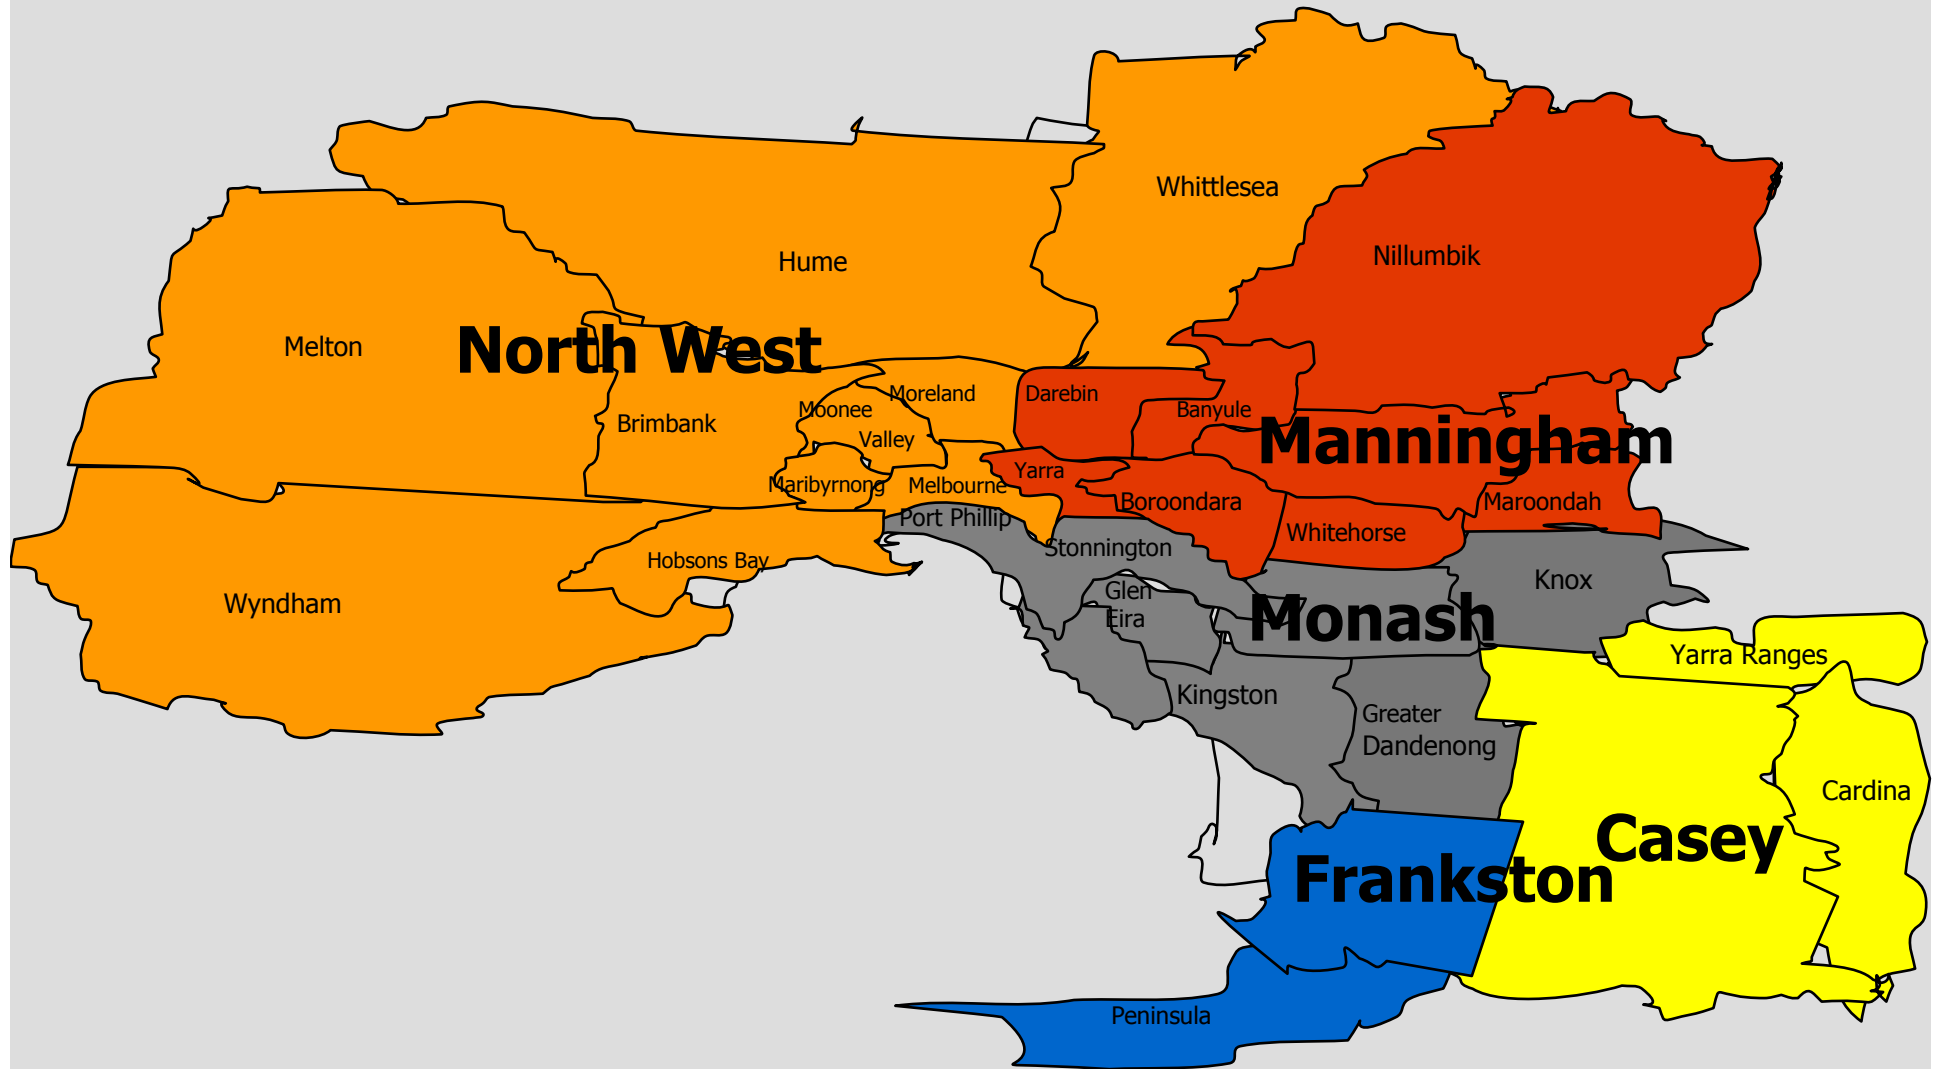 Whittlesea
Nillumbik
Hume
Melton
North West
Moreland
Darebin
Moonee
Valley
Banyule
Brimbank
Manningham
Yarra
Maribyrnong
Melbourne
Boroondara
Maroondah
Port Phillip
Whitehorse
Stonnington
Hobsons Bay
Knox
Wyndham
Glen
Eira
Monash
Yarra Ranges
Kingston
Greater
Dandenong
Cardina
Casey
Frankston
Peninsula